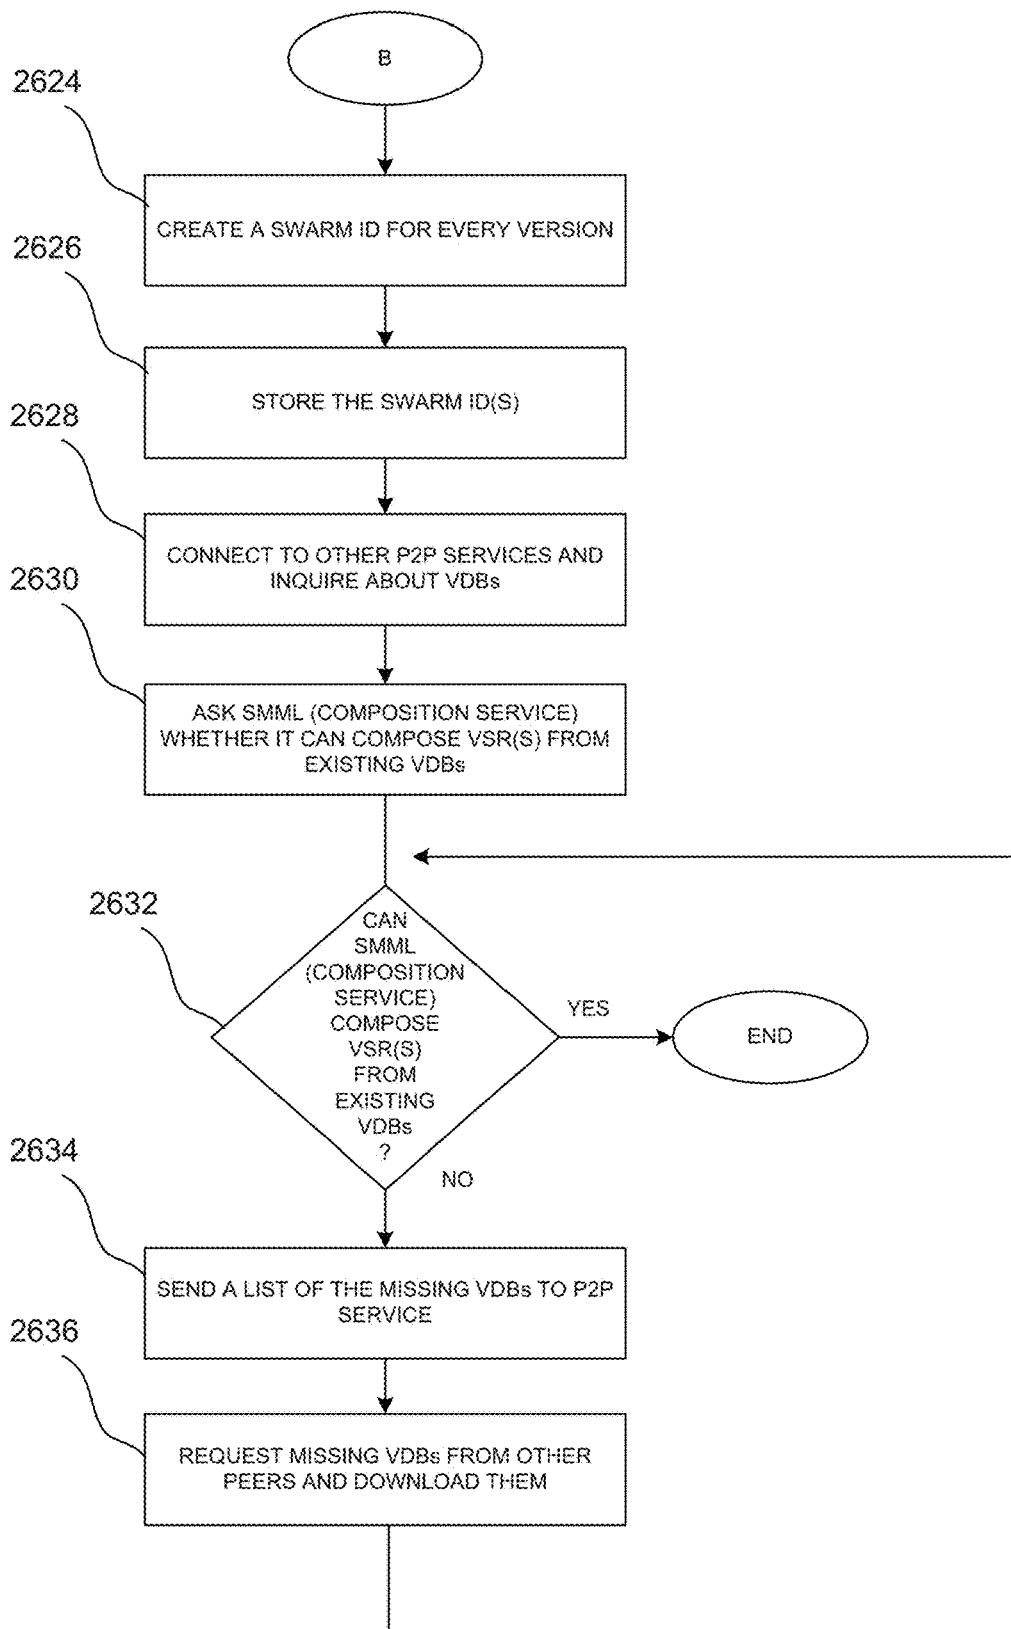 B
2624
CREATE A SWARM ID FOR EVERY VERSION
2626
STORE THE SWARM ID(S)
2628
CONNECT TO OTHER P2P SERVICES AND
INQUIRE ABOUT VDBs
2630
ASK SMML (COMPOSITION SERVICE)
WHETHER IT CAN COMPOSE VSR(S) FROM
EXISTING VDBs
2632
CAN
SMML
(COMPOSITION
SERVICE)
COMPOSE
VSR(S)
FROM
EXISTING
VDBs
?
YES
END
NO
2634
SEND A LIST OF THE MISSING VDBs TO P2P
SERVICE
2636
REQUEST MISSING VDBs FROM OTHER
PEERS AND DOWNLOAD THEM